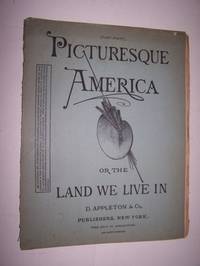 PICTURESQUE
AMERICA
OR THE
LAND WE LIVE IN
D. APPLETON & CO.
PUBLISHERS, NEW YORK.